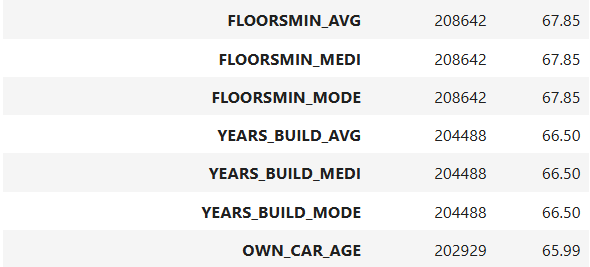 FLOORSMIN_AVG 208642 67.85
FLOORSMIN_MEDI 208642 67.85
FLOORSMIN_MODE 208642 67.85
YEARS_BUILD_AVG 204488 66.50
YEARS_BUILD_MEDI 204488 66.50
YEARS_BUILD_MODE 204488 66.50
OWN_CAR_AGE 202929 65.99